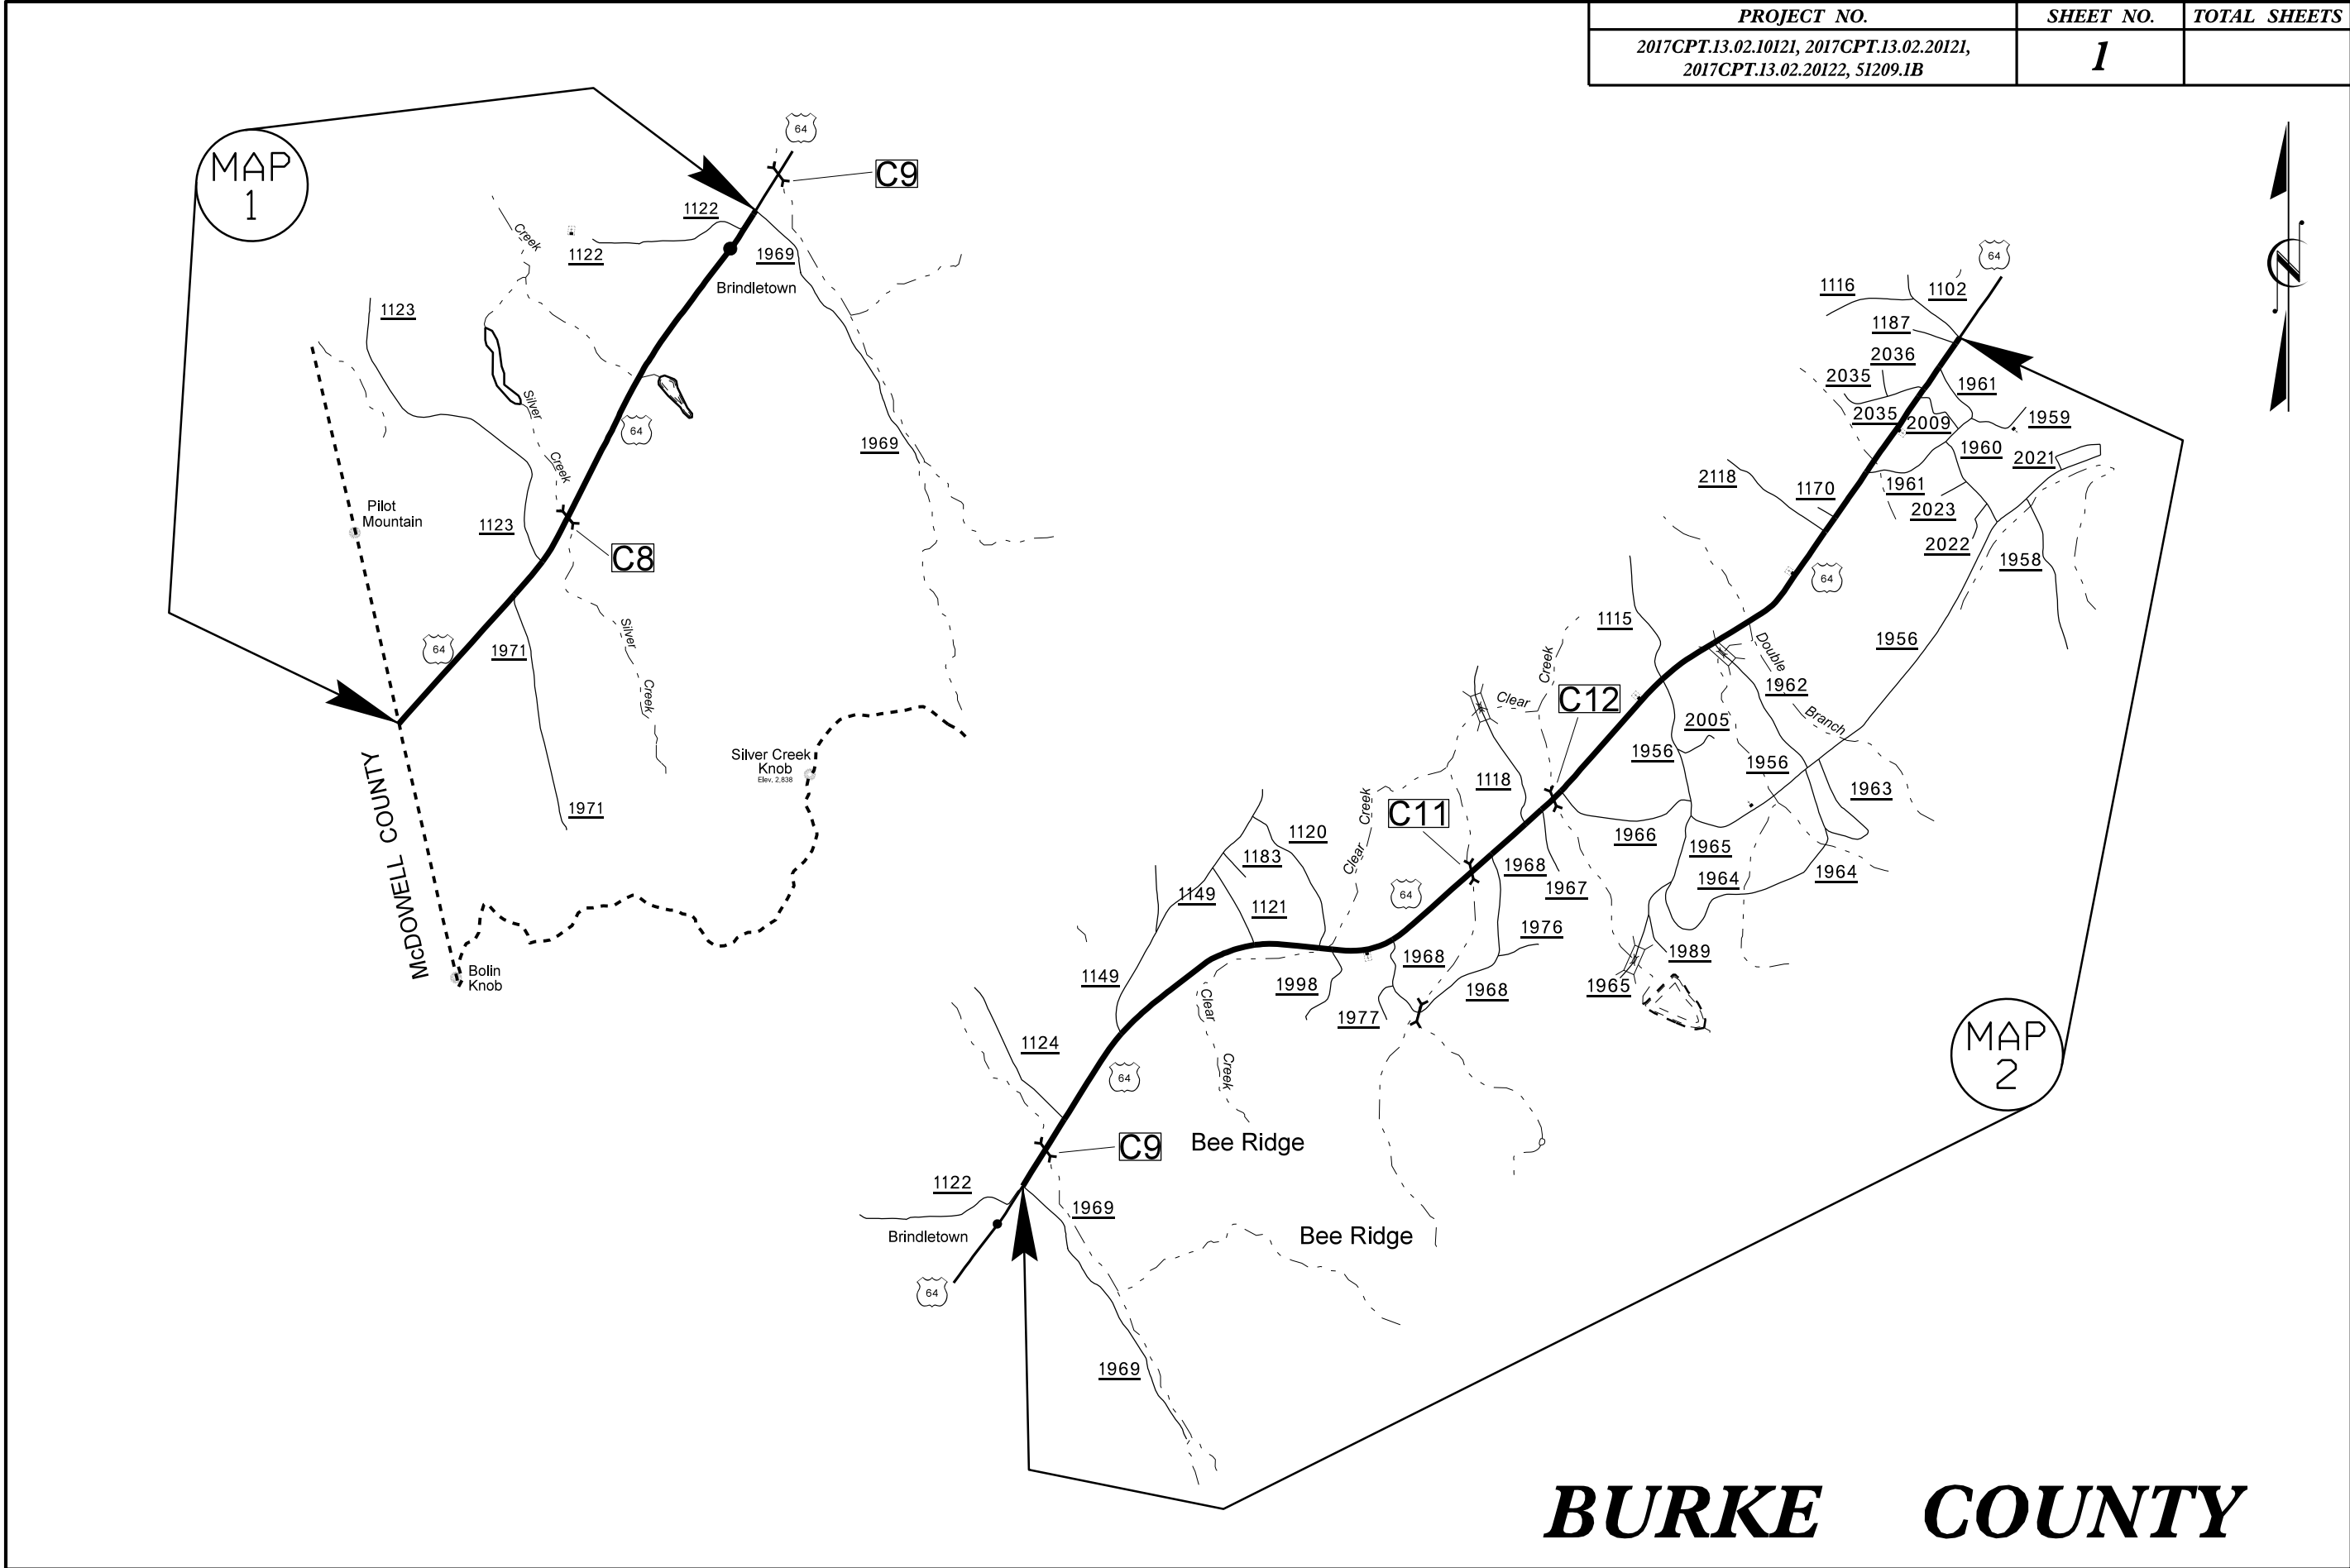 PROJECT NO.
SHEET NO.
TOTAL SHEETS
2017CPT.13.02.10121, 2017CPT.13.02.20121,
2017CPT.13.02.20122, 51209.1B
1
MAP
1
64
C9
1122
Creek
1122
1969
Brindletown
1123
Silver
64
1969
Creek
Pilot
Mountain
1123
C8
Silver
64
1971
Creek
Silver Creek
Knob
Elev. 2,838
McDOWELL COUNTY
1971
Bolin
Knob
64
1116
1102
1187
2036
2035
1961
2035
2009
1959
1960
2021
2118
1170
1961
2023
2022
1958
64
1115
1956
Double
Creek
1962
Clear
C12
2005
Branch
1956
1956
1118
1963
Creek
C11
1120
1966
1183
Clear
1965
1968
1967
1964
1964
1149
64
1121
1976
1989
1968
1149
1998
1968
1965
Clear
1977
1124
MAP
2
Creek
64
C9
Bee Ridge
1122
1969
Brindletown
Bee Ridge
64
1969
BURKE COUNTY
N